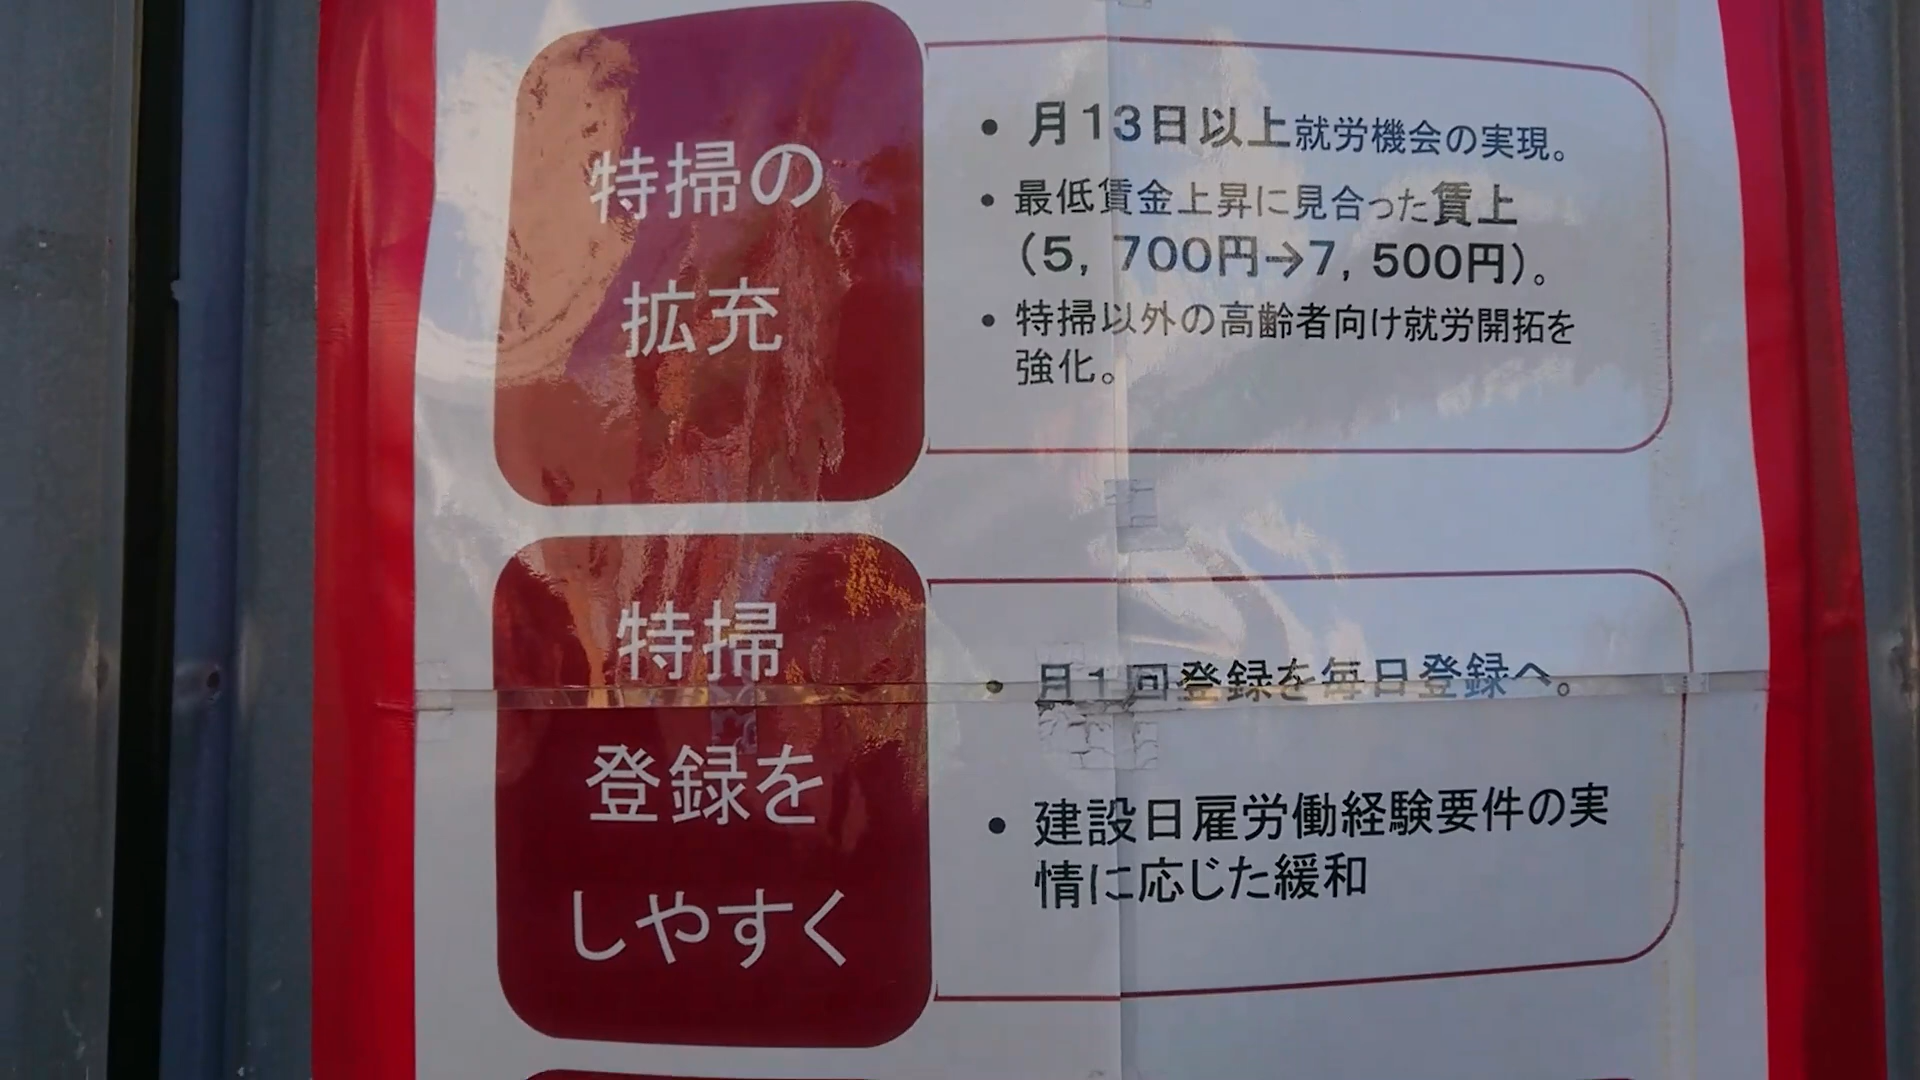 特掃の
拡充
• 月13日以上就労機会の実現。
• 最低賃金上昇に見合った賃上
（5，700円→7，500円）。
• 特掃以外の高齢者向け就労開拓を
強化。
特掃
登録を
しやすく
• 月1回登録を毎日登録へ。
• 建設日雇労働経験要件の実
情に応じた緩和